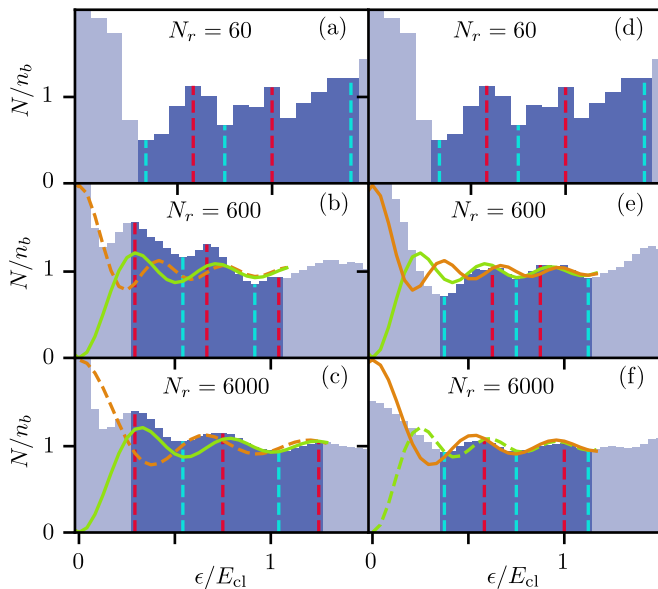 N_r = 60 (a)
N_r = 60 (d)
N/n_b
1
0
N_r = 600 (b)
N_r = 600 (e)
N/n_b
1
0
N_r = 6000 (c)
N_r = 6000 (f)
N/n_b
1
0
0 1
0 1
ϵ/E_cl
ϵ/E_cl